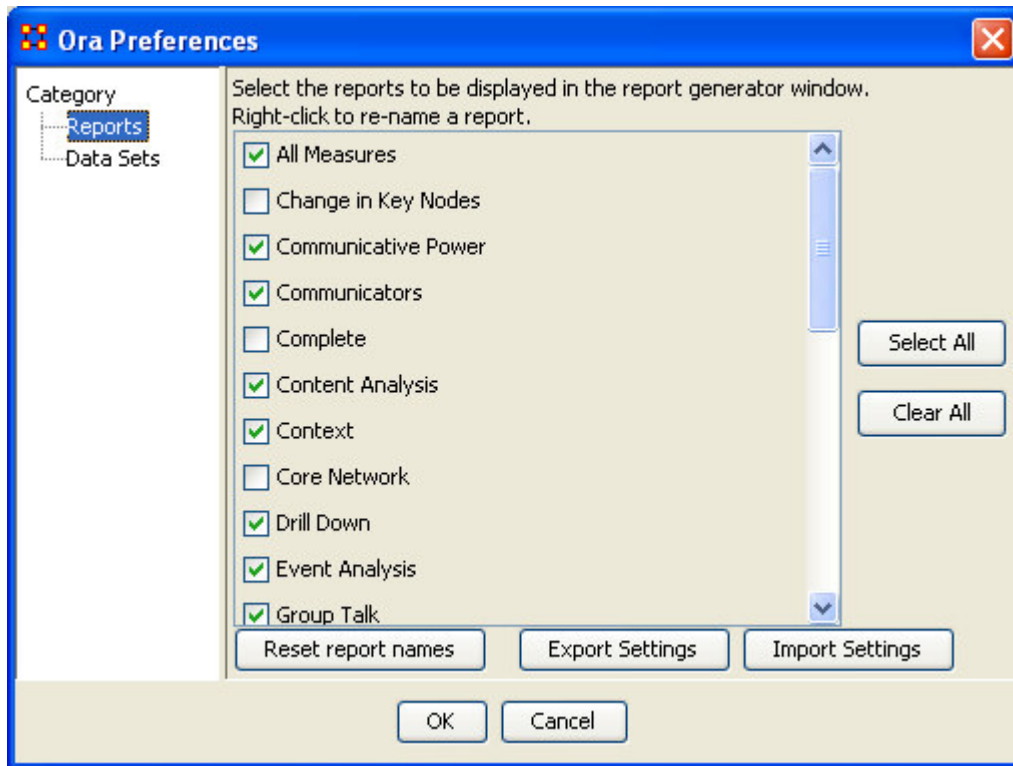 Ora Preferences
Category
Reports
Data Sets
Select the reports to be displayed in the report generator window.
Right-click to re-name a report.
All Measures
Change in Key Nodes
Communicative Power
Communicators
Complete
Content Analysis
Context
Core Network
Drill Down
Event Analysis
Group Talk
Select All
Clear All
Reset report names
Export Settings
Import Settings
OK
Cancel